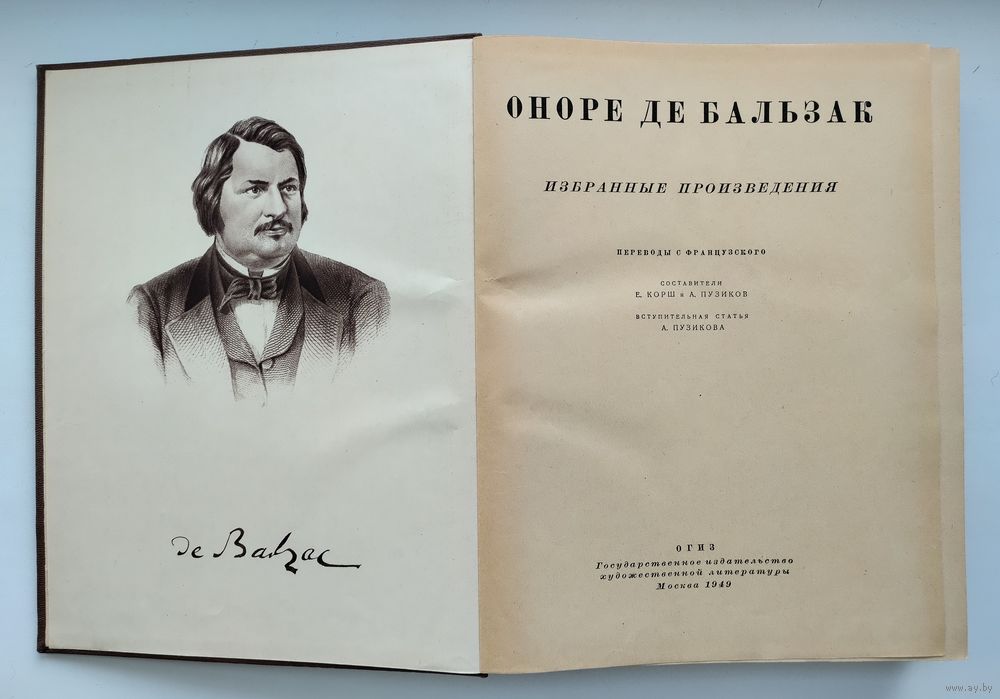 de Balzac
ОНОРЕ ДЕ БАЛЬЗАК
ИЗБРАННЫЕ ПРОИЗВЕДЕНИЯ
ПЕРЕВОДЫ С ФРАНЦУЗСКОГО
СОСТАВИТЕЛИ
Е. КОРШ и А. ПУЗИКОВ
ВСТУПИТЕЛЬНАЯ СТАТЬЯ
А. ПУЗИКОВА
ОГИЗ
Государственное издательство
художественной литературы
Москва 1949
www.ay.by